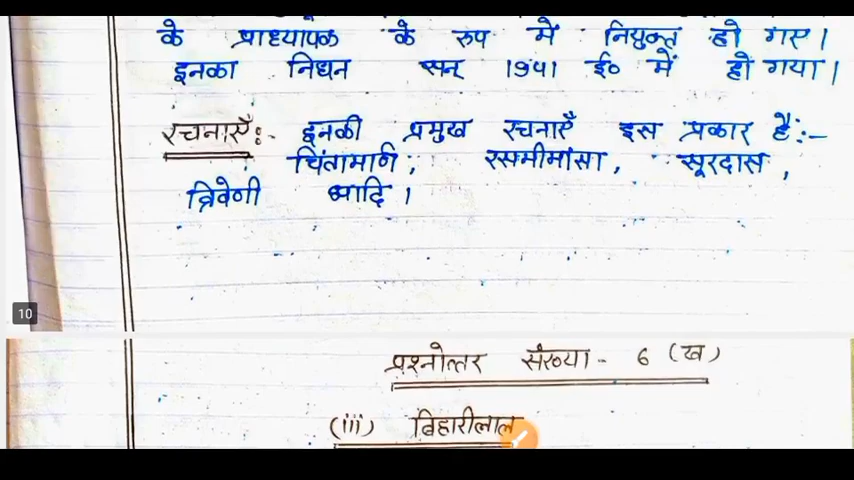 के प्राध्यापक के रुप में नियुक्त हो गए।
इनका निधन सन् 1941 ई० में हो गया।
रचनाएँ:- इनकी प्रमुख रचनाएँ इस प्रकार हैं:-
चिंतामणि, रसमीमांसा, सूरदास,
त्रिवेणी आदि।
10
प्रश्नोत्तर संख्या - 6 (ख)
(iii) बिहारीलाल